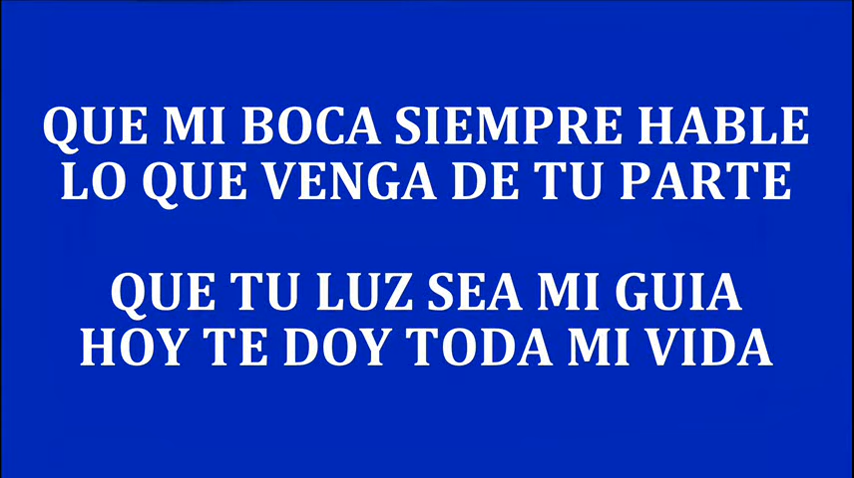 QUE MI BOCA SIEMPRE HABLE
LO QUE VENGA DE TU PARTE
QUE TU LUZ SEA MI GUIA
HOY TE DOY TODA MI VIDA